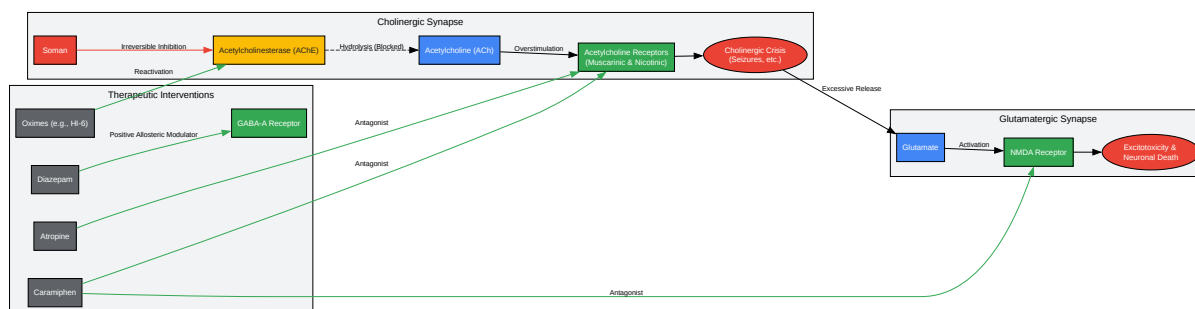 Cholinergic Synapse
Soman
Irreversible Inhibition
Acetylcholinesterase (AChE)
Hydrolysis (Blocked)
Acetylcholine (ACh)
Overstimulation
Acetylcholine Receptors
(Muscarinic & Nicotinic)
Cholinergic Crisis
(Seizures, etc.)
Reactivation
Excessive Release
Therapeutic Interventions
Oximes (e.g., HI-6)
Positive Allosteric Modulator
GABA-A Receptor
Antagonist
Glutamatergic Synapse
Glutamate
Activation
NMDA Receptor
Excitotoxicity &
Neuronal Death
Antagonist
Diazepam
Atropine
Caramiphen
Antagonist